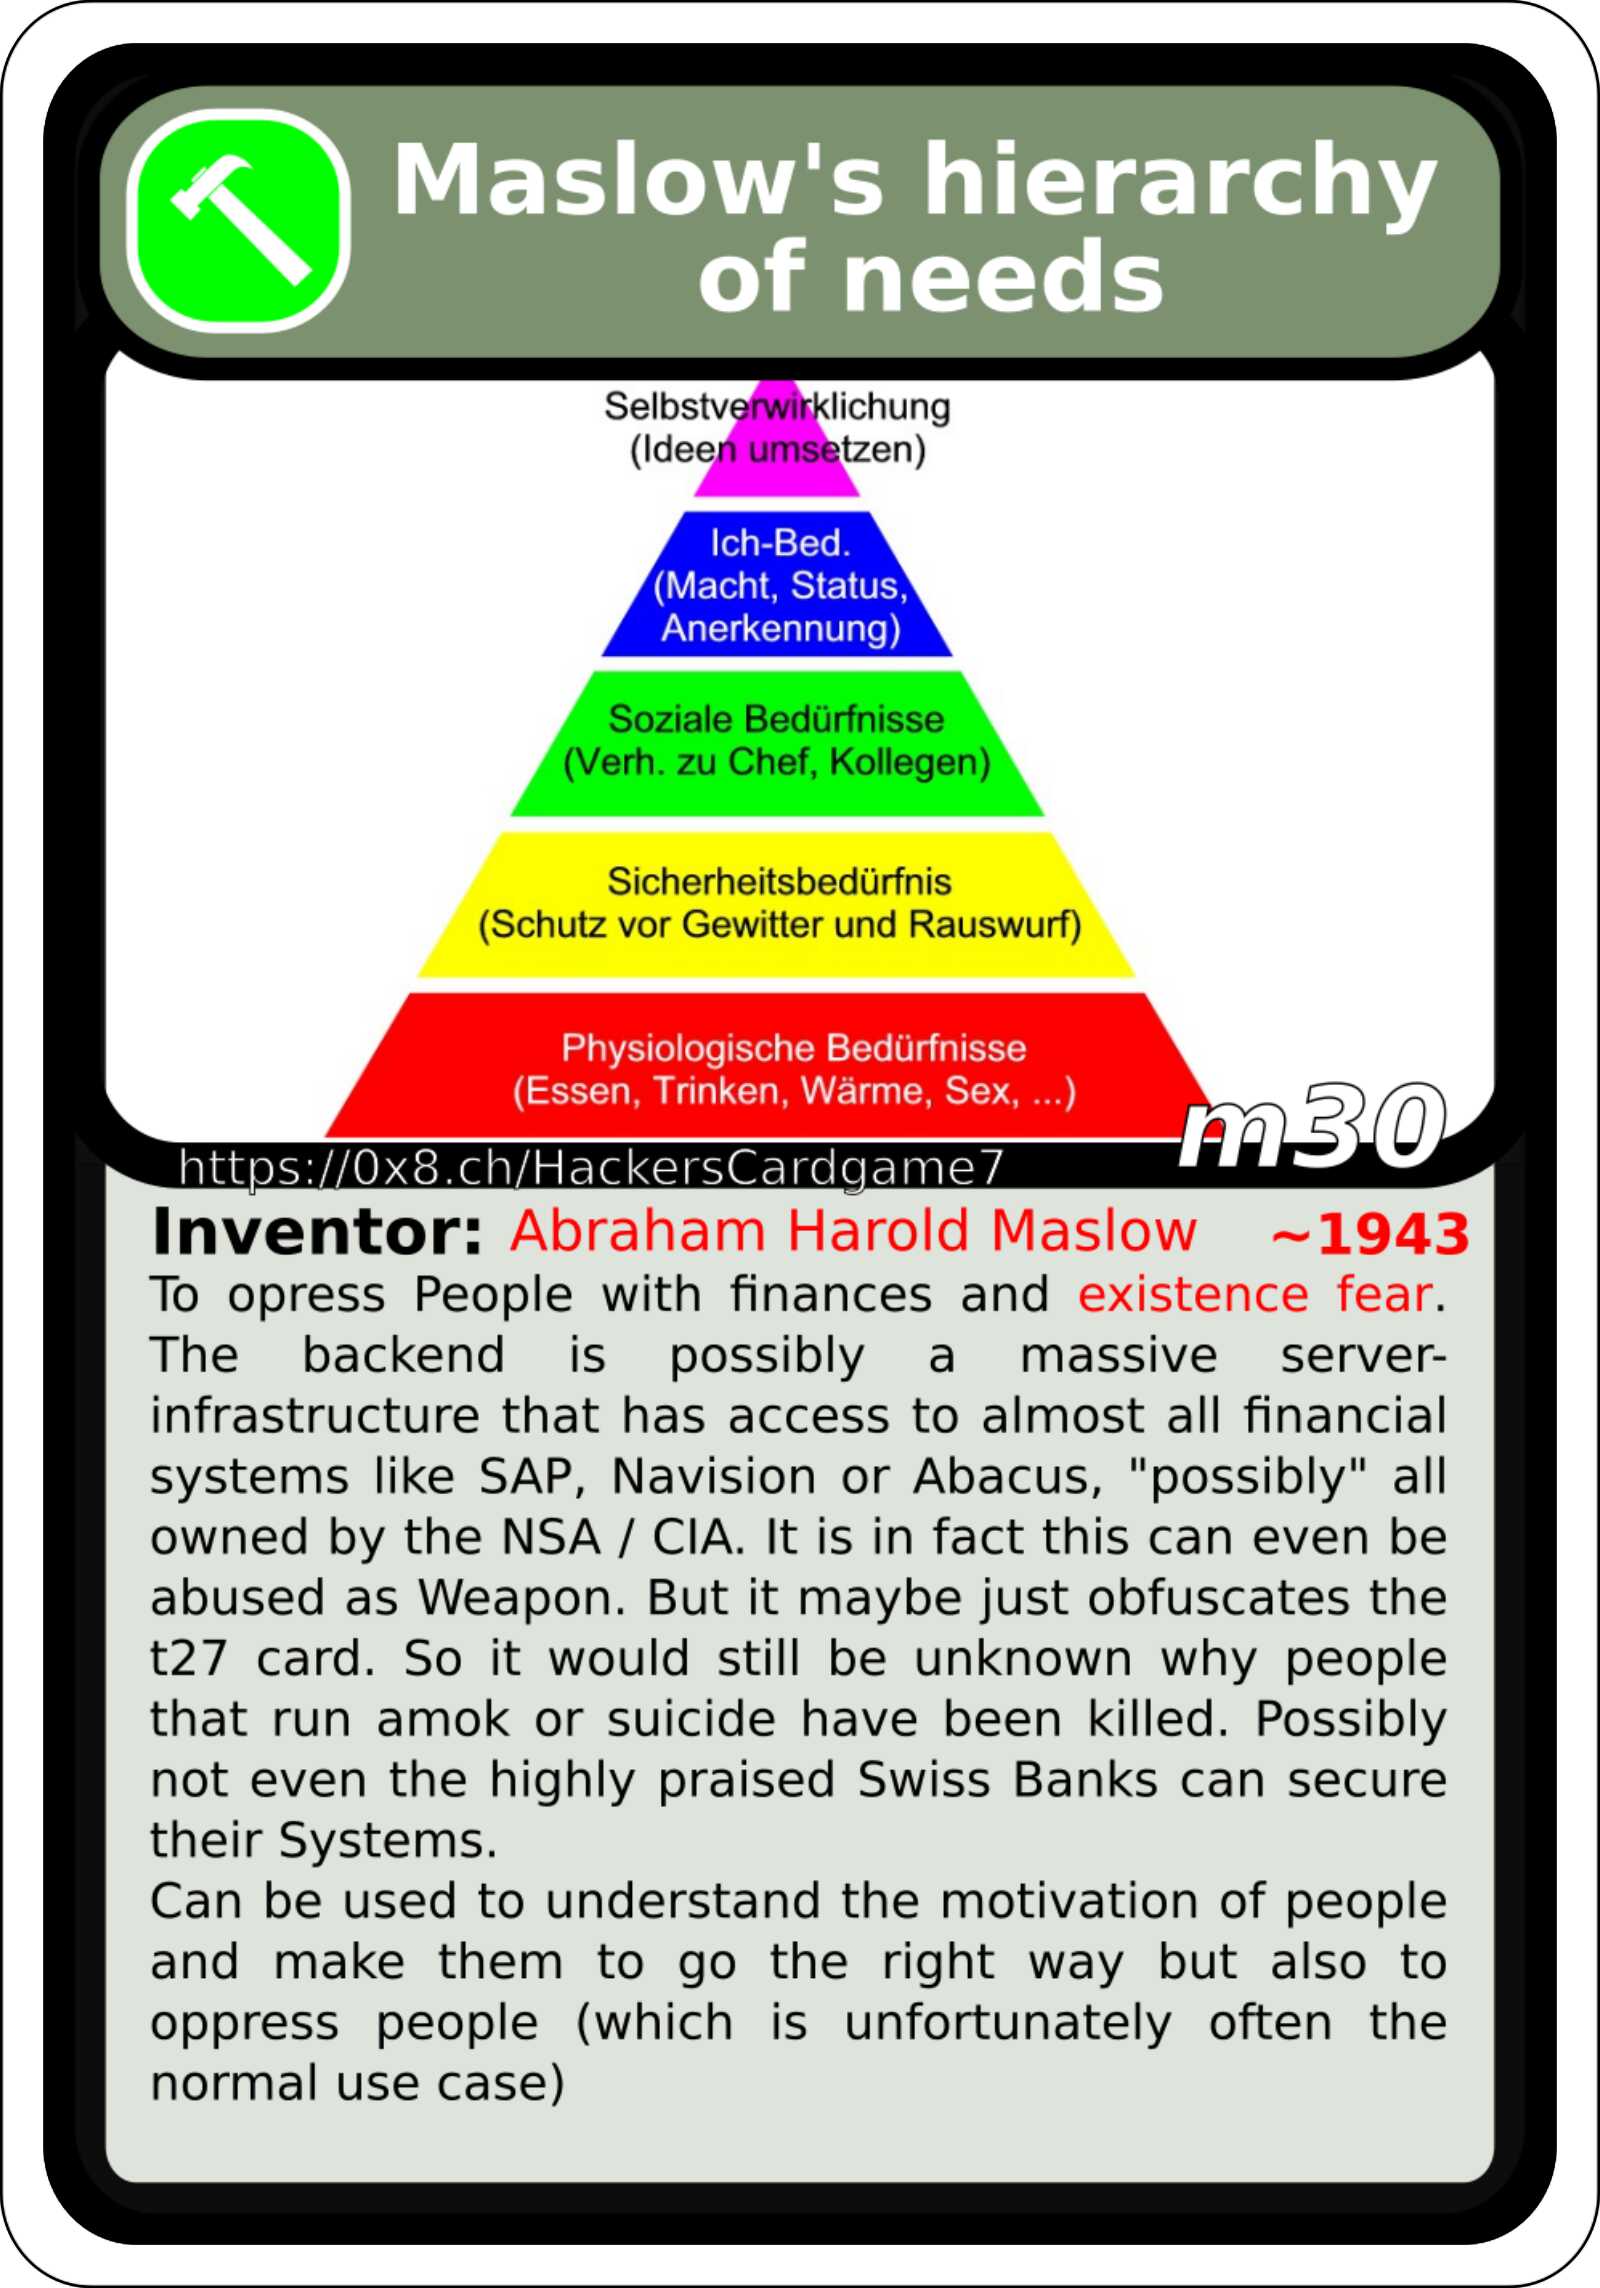 Maslow's hierarchy
of needs
Selbstverwirklichung
(Ideen umsetzen)
Ich-Bed.
(Macht, Status,
Anerkennung)
Soziale Bedürfnisse
(Verh. zu Chef, Kollegen)
Sicherheitsbedürfnis
(Schutz vor Gewitter und Rauswurf)
Physiologische Bedürfnisse
(Essen, Trinken, Wärme, Sex, ...)
m30
https://0x8.ch/HackersCardgame7
Inventor: Abraham Harold Maslow ~1943
To opress People with finances and existence fear.
The backend is possibly a massive server-
infrastructure that has access to almost all financial
systems like SAP, Navision or Abacus, "possibly" all
owned by the NSA / CIA. It is in fact this can even be
abused as Weapon. But it maybe just obfuscates the
t27 card. So it would still be unknown why people
that run amok or suicide have been killed. Possibly
not even the highly praised Swiss Banks can secure
their Systems.
Can be used to understand the motivation of people
and make them to go the right way but also to
oppress people (which is unfortunately often the
normal use case)